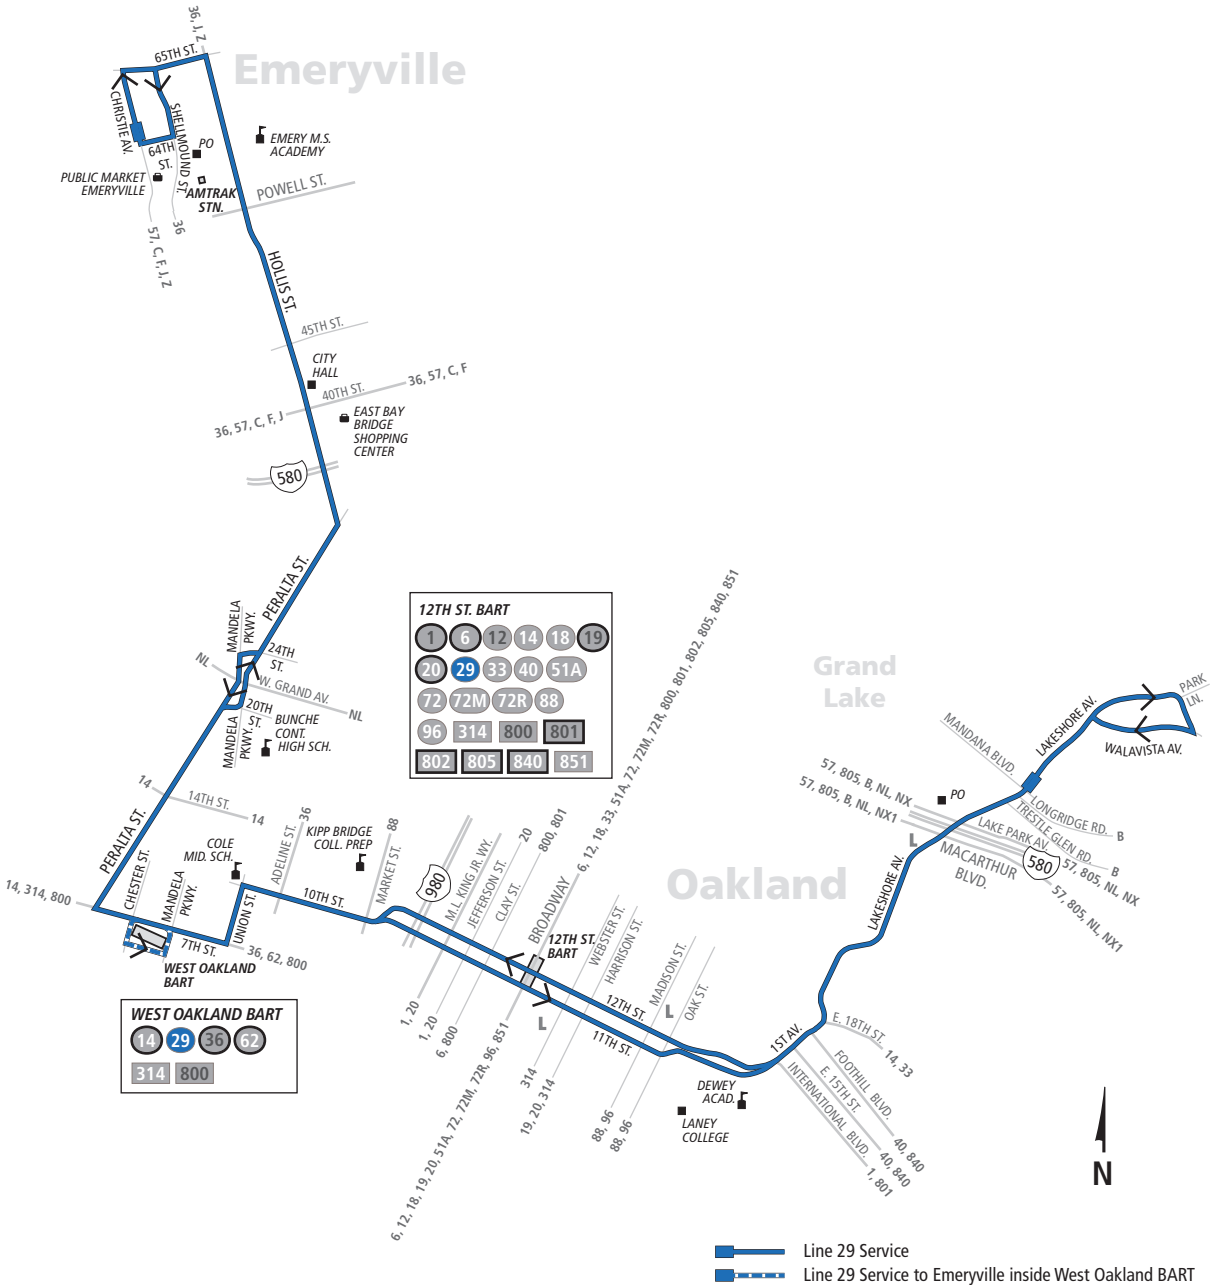 36, J, Z
65TH ST.
Emeryville
CHRISTIE AV.
SHELLMOUND ST.
64TH
ST.
PO
EMERY M.S.
ACADEMY
PUBLIC MARKET
EMERYVILLE
AMTRAK
STN.
POWELL ST.
36
57, C, F, J, Z
HOLLIS ST.
45TH ST.
CITY
HALL
40TH ST.
36, 57, C, F
36, 57, C, F, J
EAST BAY
BRIDGE
SHOPPING
CENTER
580
PERALTA ST.
MANDELA
PKWY.
24TH
ST.
NL
W. GRAND AV.
NL
20TH
ST.
MANDELA
PKWY.
BUNCHE
CONT.
HIGH SCH.
12TH ST. BART
1 6 12 14 18 19
20 29 33 40 51A
72 72M 72R 88
96 314 800 801
802 805 840 851
6, 12, 18, 33, 51A, 72, 72M, 72R, 800, 801, 802, 805, 840, 851
Grand
Lake
PARK
LN.
LAKESHORE AV.
WALAVISTA AV.
MANDANA BLVD.
57, 805, B, NL, NX
57, 805, B, NL, NX1
PO
LONGRIDGE RD.
B
TRESTLE GLEN RD.
B
LAKE PARK AV.
L
MACARTHUR
BLVD.
580
57, 805, NL, NX
57, 805, NL, NX1
LAKESHORE AV.
14
14TH ST.
14
PERALTA ST.
COLE
MID. SCH.
ADELINE ST.
36
KIPP BRIDGE
COLL. PREP
88
MARKET ST.
980
M.L. KING JR. WY.
JEFFERSON ST.
20
CLAY ST.
800, 801
BROADWAY
Oakland
CHESTER ST.
MANDELA
PKWY.
14, 314, 800
UNION ST.
10TH ST.
7TH ST.
36, 62, 800
WEST OAKLAND
BART
12TH ST.
BART
WEBSTER ST.
HARRISON ST.
MADISON ST.
OAK ST.
12TH ST.
11TH ST.
L
L
1, 20
1, 20
6, 800
6, 12, 18, 19, 20, 51A, 72, 72M, 72R, 96, 851
314
19, 20, 314
88, 96
88, 96
WEST OAKLAND BART
14 29 36 62
314 800
1ST AV.
E. 18TH ST.
14, 33
FOOTHILL BLVD.
40, 840
E. 15TH ST.
40, 840
INTERNATIONAL BLVD.
1, 801
DEWEY
ACAD.
LANEY
COLLEGE
N
Line 29 Service
Line 29 Service to Emeryville inside West Oakland BART